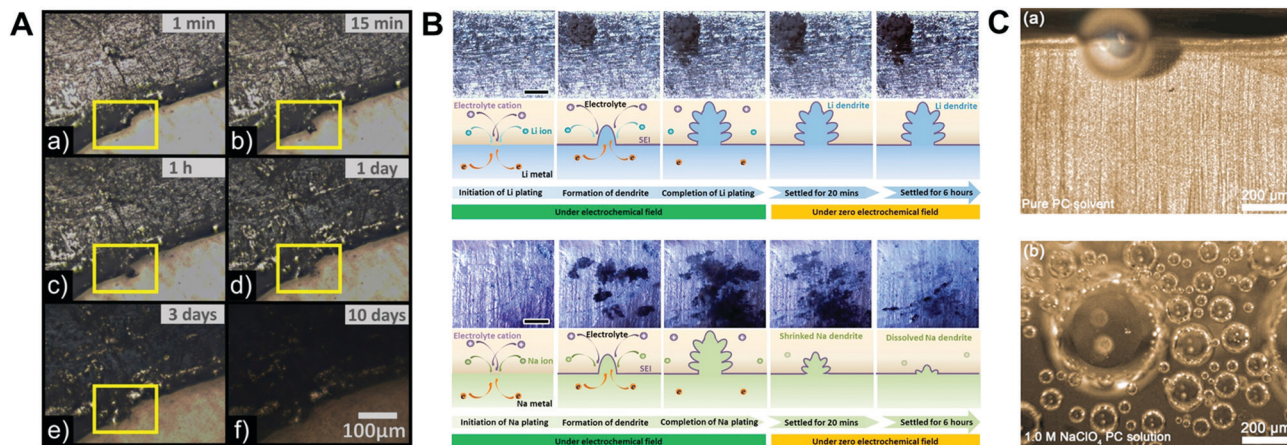 A
1 min
15 min
a)
b)
1 h
1 day
c)
d)
3 days
10 days
e)
f)
100μm
B
Electrolyte cation
Electrolyte
Li dendrite
Li dendrite
Li ion
SEI
Li metal
Initiation of Li plating
Formation of dendrite
Completion of Li plating
Settled for 20 mins
Settled for 6 hours
Under electrochemical field
Under zero electrochemical field
Electrolyte cation
Electrolyte
Shrinked Na dendrite
Dissolved Na dendrite
Na ion
SEI
Na metal
Initiation of Na plating
Formation of dendrite
Completion of Na plating
Settled for 20 mins
Settled for 6 hours
Under electrochemical field
Under zero electrochemical field
C
(a)
Pure PC solvent
200 μm
(b)
1.0 M NaClO4 PC solution
200 μm